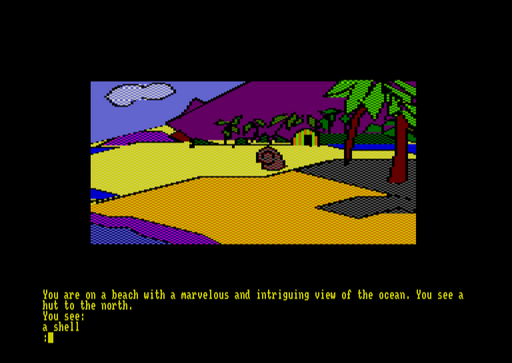 You are on a beach with a marvelous and intriguing view of the ocean. You see a
hut to the north.
You see:
a shell
: